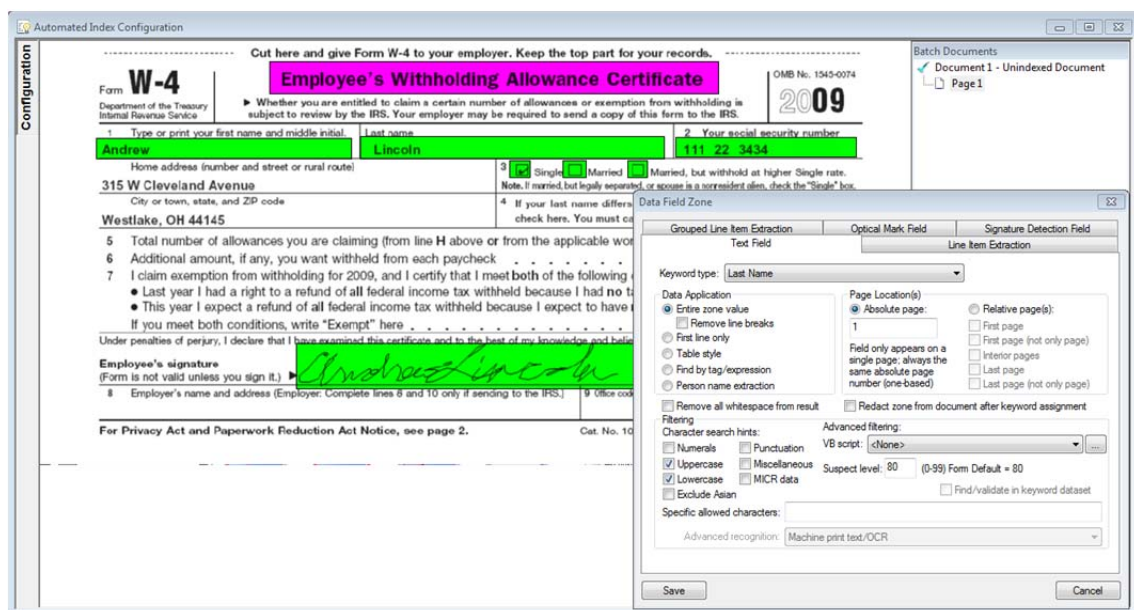 Automated Index Configuration
Configuration
Cut here and give Form W-4 to your employer. Keep the top part for your records.
Form W-4
Department of the Treasury
Internal Revenue Service
Employee's Withholding Allowance Certificate
▶ Whether you are entitled to claim a certain number of allowances or exemption from withholding is
subject to review by the IRS. Your employer may be required to send a copy of this form to the IRS.
OMB No. 1545-0074
2009
1 Type or print your first name and middle initial.
Last name
2 Your social security number
Andrew
Lincoln
111 22 3434
Home address (number and street or rural route)
3 Single Married Married, but withhold at higher Single rate.
Note. If married, but legally separated, or spouse is a nonresident alien, check the "Single" box.
315 W Cleveland Avenue
City or town, state, and ZIP code
4 If your last name differs
check here. You must ca
Westlake, OH 44145
5 Total number of allowances you are claiming (from line H above or from the applicable wor
6 Additional amount, if any, you want withheld from each paycheck . . . . . .
7 I claim exemption from withholding for 2009, and I certify that I meet both of the following
• Last year I had a right to a refund of all federal income tax withheld because I had no ta
• This year I expect a refund of all federal income tax withheld because I expect to have
If you meet both conditions, write "Exempt" here . . . . . . . . . .
Under penalties of perjury, I declare that I have examined this certificate and to the best of my knowledge and belie
Employee's signature
(Form is not valid unless you sign it.) ▶
Andrew Lincoln
8 Employer's name and address (Employer: Complete lines 8 and 10 only if sending to the IRS.)
9 Office cod
For Privacy Act and Paperwork Reduction Act Notice, see page 2.
Cat. No. 10
Batch Documents
Document 1 - Unindexed Document
Page 1
Data Field Zone
Grouped Line Item Extraction
Optical Mark Field
Signature Detection Field
Text Field
Line Item Extraction
Keyword type: Last Name
Data Application
Entire zone value
Remove line breaks
First line only
Table style
Find by tag/expression
Person name extraction
Page Location(s)
Absolute page:
1
Field only appears on a
single page; always the
same absolute page
number (one-based)
Relative page(s):
First page
First page (not only page)
Interior pages
Last page
Last page (not only page)
Remove all whitespace from result
Redact zone from document after keyword assignment
Filtering
Character search hints:
Numerals
Punctuation
Uppercase
Miscellaneous
Lowercase
MICR data
Exclude Asian
Advanced filtering:
VB script: <None>
...
Suspect level: 80 (0-99) Form Default = 80
Find/validate in keyword dataset
Specific allowed characters:
Advanced recognition: Machine print text/OCR
Save
Cancel